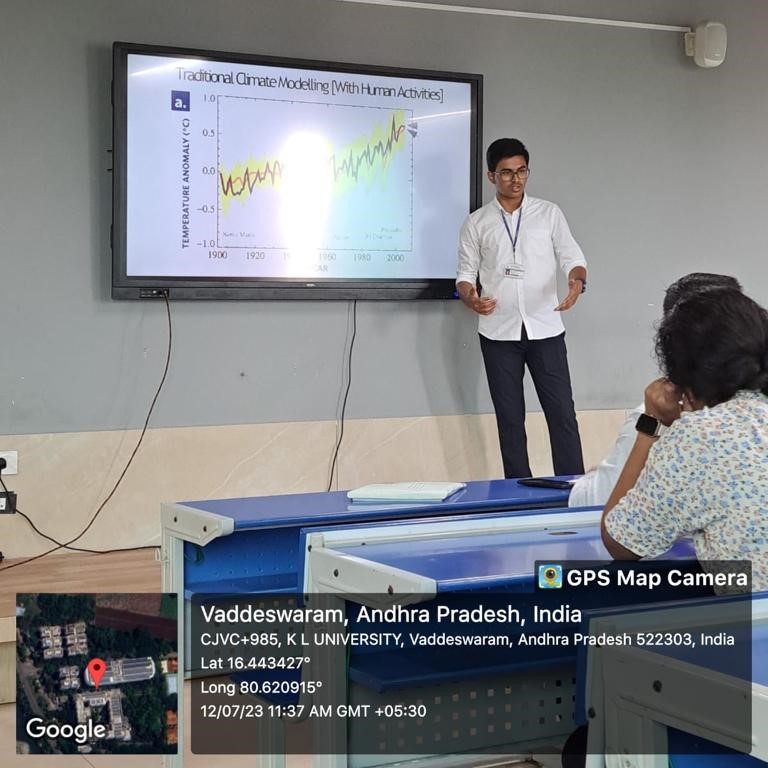 Traditional Climate Modelling [With Human Activities]
a.
TEMPERATURE ANOMALY (°C)
1.0
0.5
0.0
−0.5
−1.0
1900 1920 1960 1980 2000
GPS Map Camera
Vaddeswaram, Andhra Pradesh, India
CJVC+985, K L UNIVERSITY, Vaddeswaram, Andhra Pradesh 522303, India
Lat 16.443427°
Long 80.620915°
12/07/23 11:37 AM GMT +05:30
Google